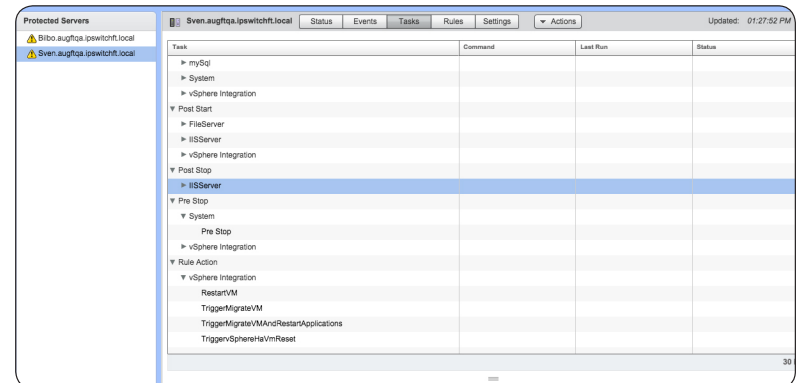 Protected Servers
Bilbo.augftqa.ipswitchft.local
Sven.augftqa.ipswitchft.local
Sven.augftqa.ipswitchft.local Status Events Tasks Rules Settings Actions Updated: 01:27:52 PM
Task Command Last Run Status
mySql
System
vSphere Integration
Post Start
FileServer
IISServer
vSphere Integration
Post Stop
IISServer
Pre Stop
System
Pre Stop
vSphere Integration
Rule Action
vSphere Integration
RestartVM
TriggerMigrateVM
TriggerMigrateVMAndRestartApplications
TriggervSphereHaVmReset
30